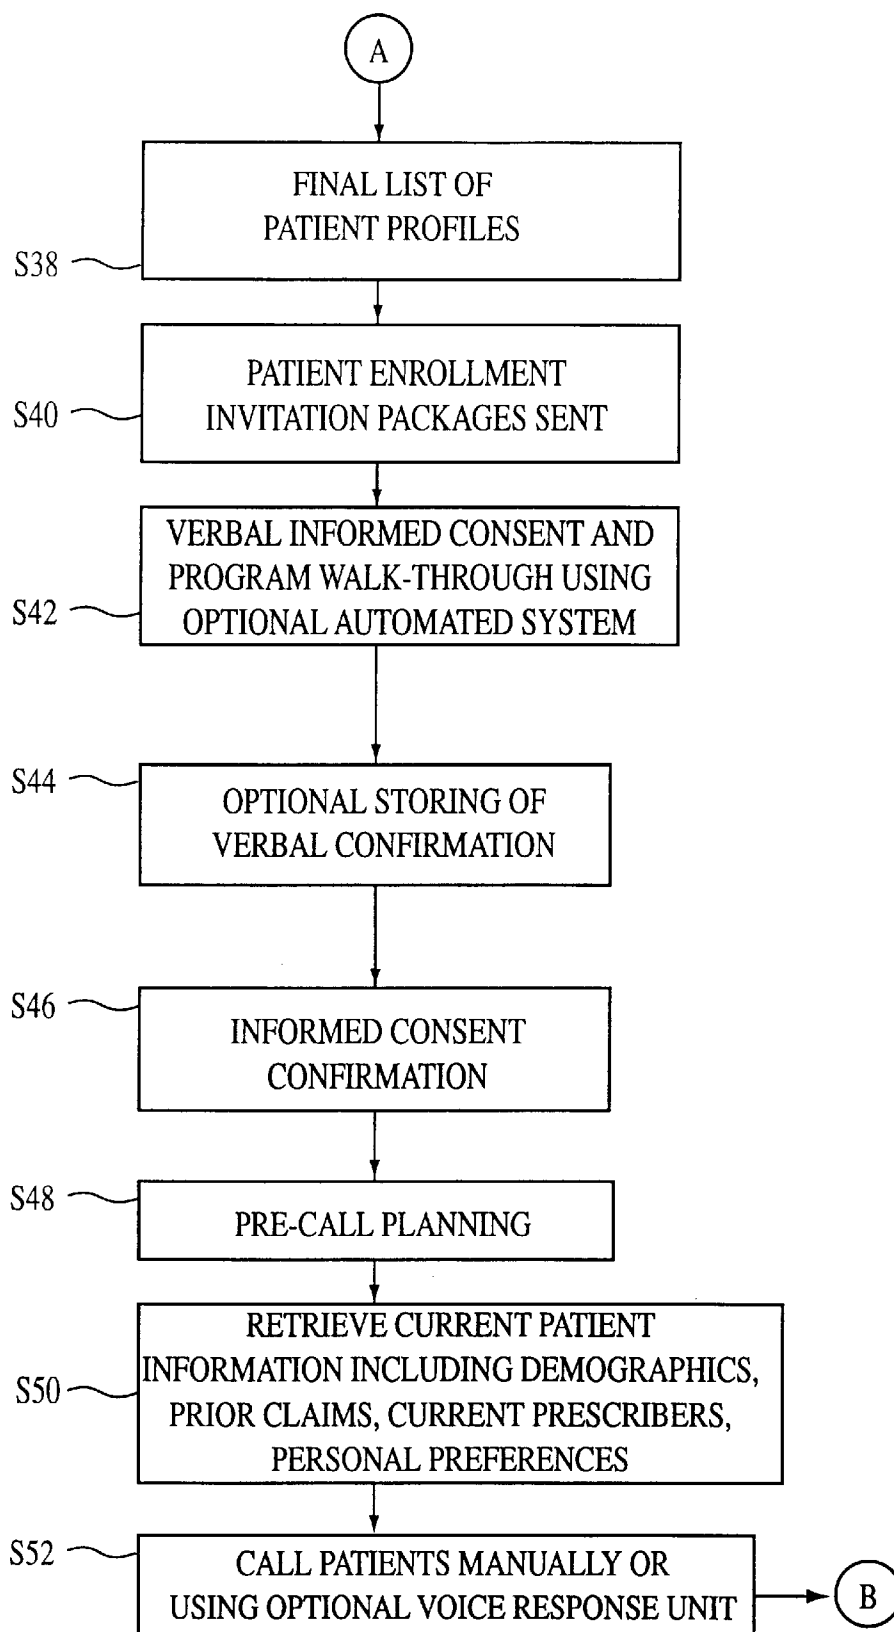 A
FINAL LIST OF
PATIENT PROFILES
S38
PATIENT ENROLLMENT
INVITATION PACKAGES SENT
S40
VERBAL INFORMED CONSENT AND
PROGRAM WALK-THROUGH USING
OPTIONAL AUTOMATED SYSTEM
S42
S44
OPTIONAL STORING OF
VERBAL CONFIRMATION
S46
INFORMED CONSENT
CONFIRMATION
S48
PRE-CALL PLANNING
RETRIEVE CURRENT PATIENT
INFORMATION INCLUDING DEMOGRAPHICS,
S50
PRIOR CLAIMS, CURRENT PRESCRIBERS,
PERSONAL PREFERENCES
S52
CALL PATIENTS MANUALLY OR
USING OPTIONAL VOICE RESPONSE UNIT
B